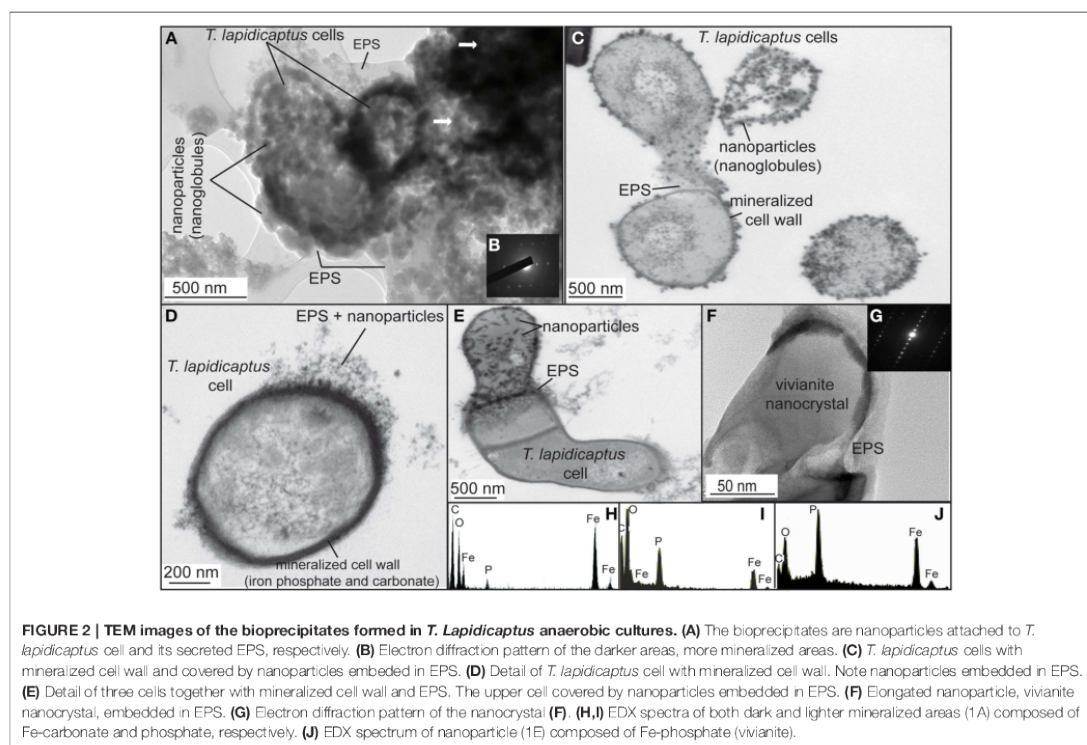 A
T. lapidicaptus cells
EPS
nanoparticles
(nanoglobules)
EPS
B
500 nm
C
T. lapidicaptus cells
nanoparticles
(nanoglobules)
EPS
mineralized
cell wall
500 nm
D
EPS + nanoparticles
T. lapidicaptus
cell
mineralized cell wall
(iron phosphate and carbonate)
200 nm
E
nanoparticles
EPS
T. lapidicaptus
cell
500 nm
F
G
vivianite
nanocrystal
EPS
50 nm
H
C
O
Fe
P
Fe
Fe
I
O
C
Fe
P
Fe
Fe
J
P
O
C
Fe
Fe
FIGURE 2 | TEM images of the bioprecipitates formed in T. Lapidicaptus anaerobic cultures. (A) The bioprecipitates are nanoparticles attached to T.
lapidicaptus cell and its secreted EPS, respectively. (B) Electron diffraction pattern of the darker areas, more mineralized areas. (C) T. lapidicaptus cells with
mineralized cell wall and covered by nanoparticles embeded in EPS. (D) Detail of T. lapidicaptus cell with mineralized cell wall. Note nanoparticles embedded in EPS.
(E) Detail of three cells together with mineralized cell wall and EPS. The upper cell covered by nanoparticles embedded in EPS. (F) Elongated nanoparticle, vivianite
nanocrystal, embedded in EPS. (G) Electron diffraction pattern of the nanocrystal (F). (H,I) EDX spectra of both dark and lighter mineralized areas (1A) composed of
Fe-carbonate and phosphate, respectively. (J) EDX spectrum of nanoparticle (1E) composed of Fe-phosphate (vivianite).